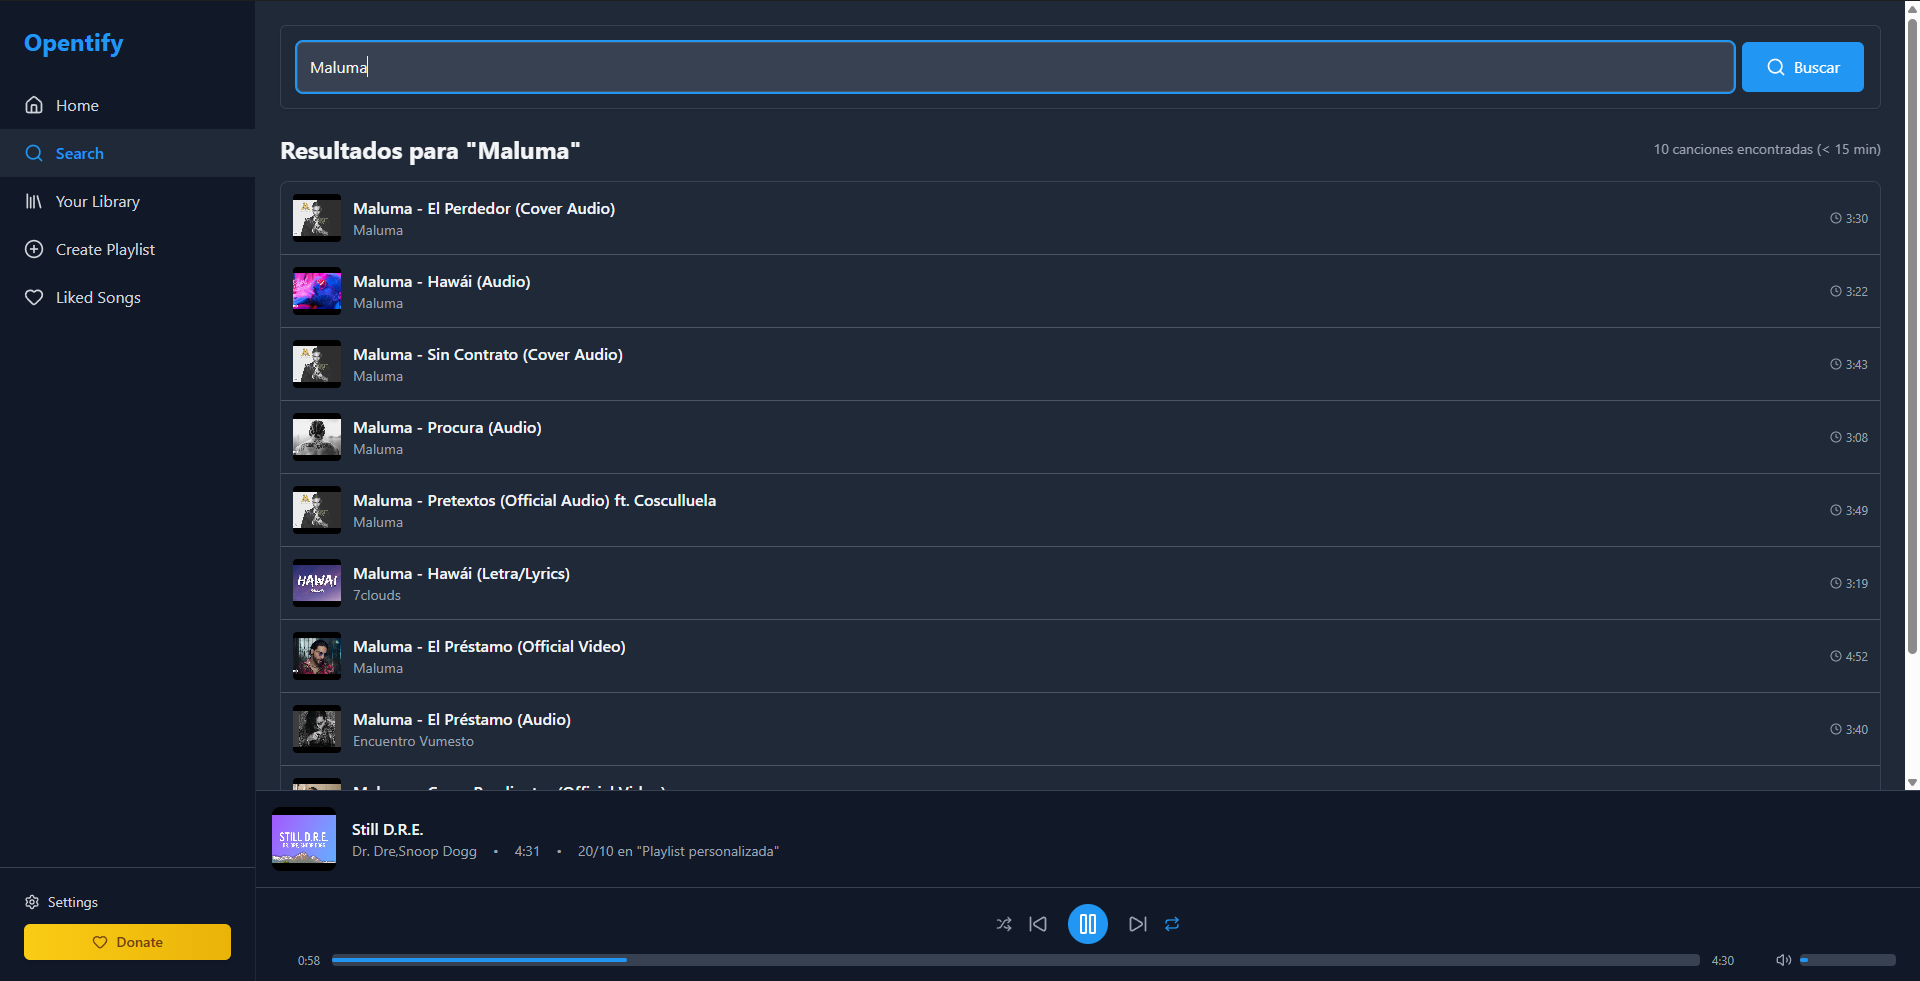 Opentify
Home
Search
Your Library
Create Playlist
Liked Songs
Settings
Donate
Maluma
Buscar
Resultados para "Maluma"
10 canciones encontradas (< 15 min)
Maluma - El Perdedor (Cover Audio)
Maluma
3:30
Maluma - Hawái (Audio)
Maluma
3:22
Maluma - Sin Contrato (Cover Audio)
Maluma
3:43
Maluma - Procura (Audio)
Maluma
3:08
Maluma - Pretextos (Official Audio) ft. Cosculluela
Maluma
3:49
HAWAI
Maluma - Hawái (Letra/Lyrics)
7clouds
3:19
Maluma - El Préstamo (Official Video)
Maluma
4:52
Maluma - El Préstamo (Audio)
Encuentro Vumesto
3:40
STILL D.R.E.
DR. DRE, SNOOP DOGG
Still D.R.E.
Dr. Dre,Snoop Dogg • 4:31 • 20/10 en "Playlist personalizada"
0:58
4:30